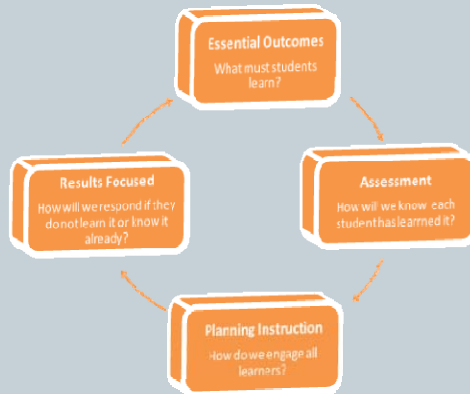 Essential Outcomes
What must students
learn?
Assessment
How will we know each
student has learned it?
Planning Instruction
How do we engage all
learners?
Results Focused
How will we respond if they
do not learn it or know it
already?